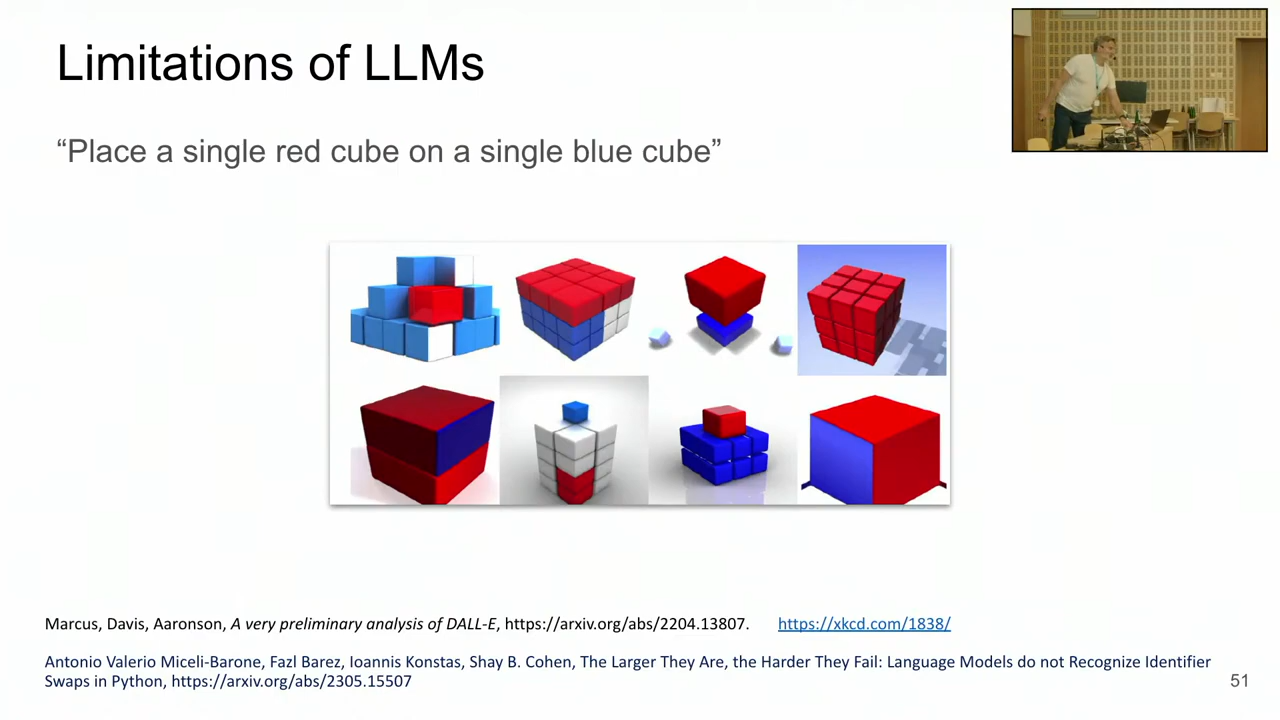 Limitations of LLMs
“Place a single red cube on a single blue cube”
Marcus, Davis, Aaronson, A very preliminary analysis of DALL-E, https://arxiv.org/abs/2204.13807. https://xkcd.com/1838/
Antonio Valerio Miceli-Barone, Fazl Barez, Ioannis Konstas, Shay B. Cohen, The Larger They Are, the Harder They Fail: Language Models do not Recognize Identifier
Swaps in Python, https://arxiv.org/abs/2305.15507
51